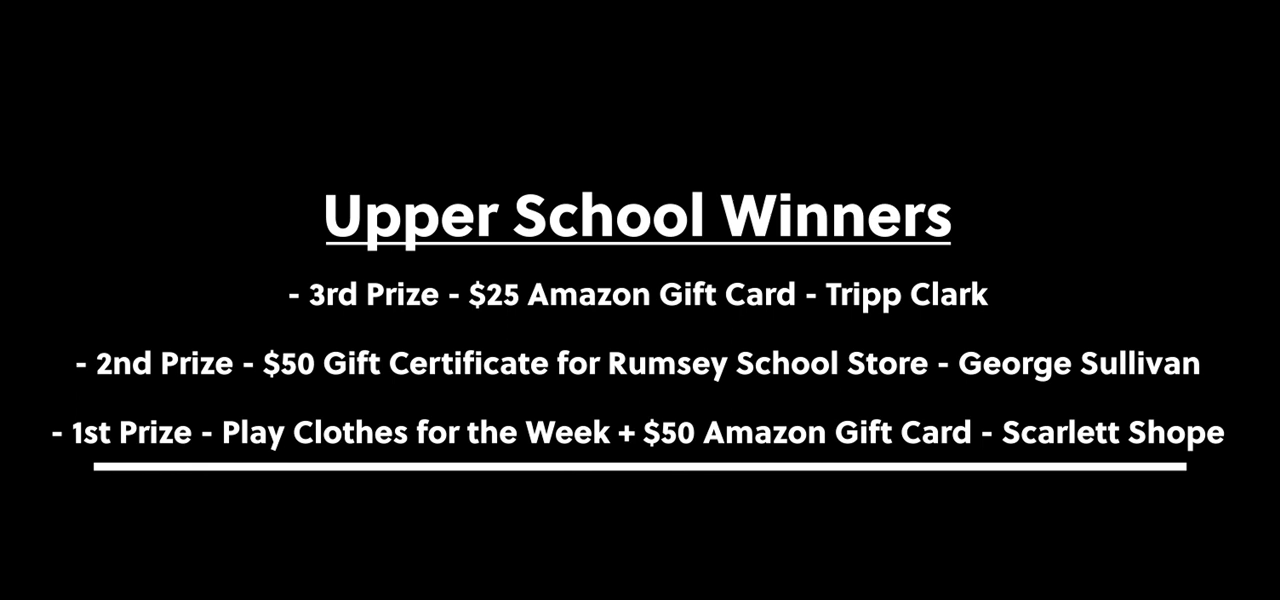 Upper School Winners
- 3rd Prize - $25 Amazon Gift Card - Tripp Clark
- 2nd Prize - $50 Gift Certificate for Rumsey School Store - George Sullivan
- 1st Prize - Play Clothes for the Week + $50 Amazon Gift Card - Scarlett Shope